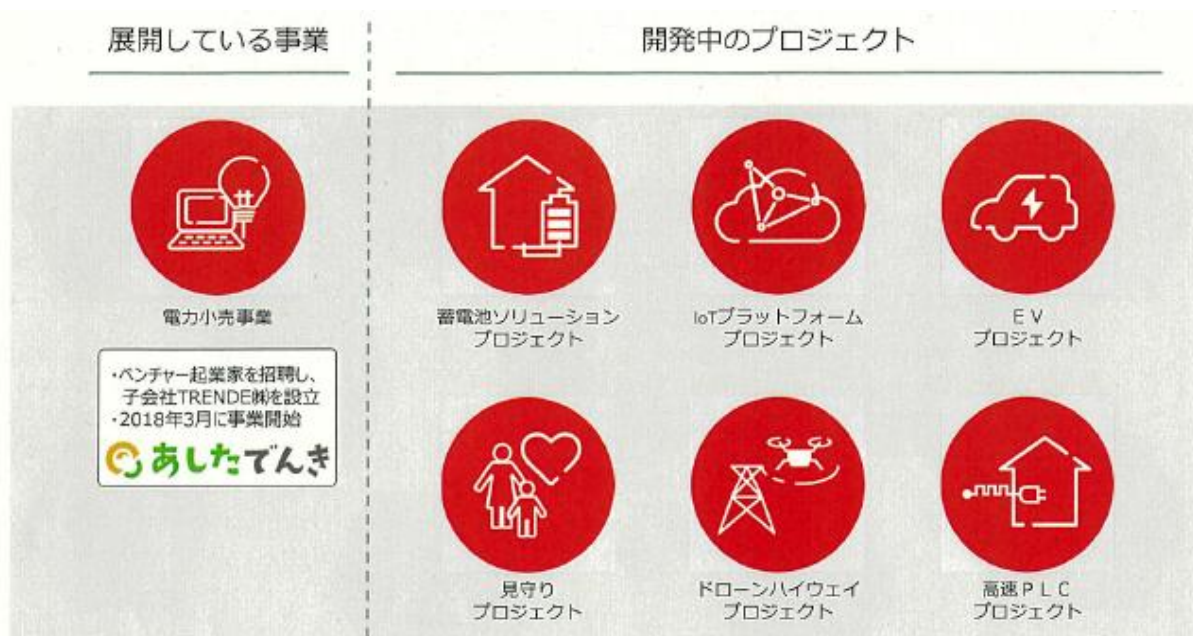 展開している事業
開発中のプロジェクト
電力小売事業
・ベンチャー起業家を招聘し、
子会社TRENDE㈱を設立
・2018年3月に事業開始
あしたでんき
蓄電池ソリューション
プロジェクト
IoTプラットフォーム
プロジェクト
ＥＶ
プロジェクト
見守り
プロジェクト
ドローンハイウェイ
プロジェクト
高速ＰＬＣ
プロジェクト